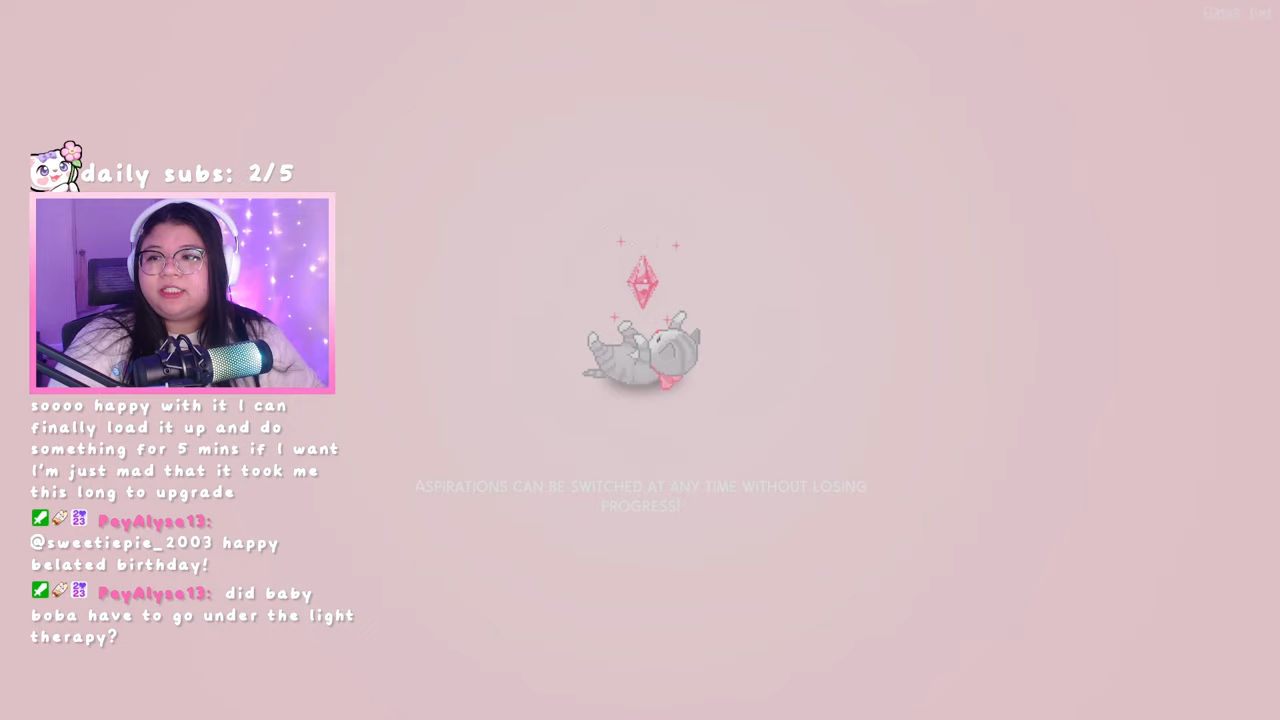 daily subs: 2/5
soooo happy with it I can
finally load it up and do
something for 5 mins if I want
I'm just mad that it took me
this long to upgrade
PayAlysa13:
@sweetiepie_2003 happy
belated birthday!
PayAlysa13: did baby
boba have to go under the light
therapy?
ASPIRATIONS CAN BE SWITCHED AT ANY TIME WITHOUT LOSING
PROGRESS!